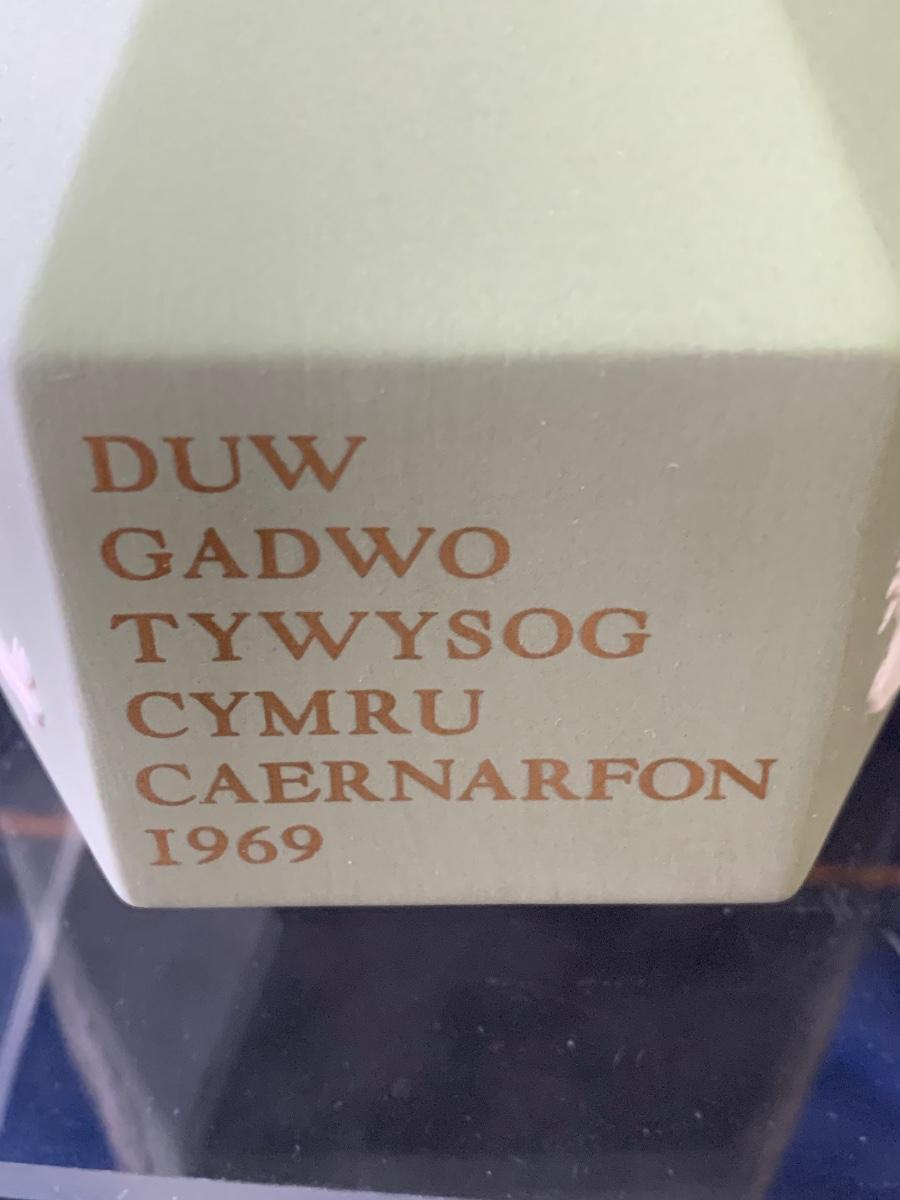 DUW
GADWO
TYWYSOG
CYMRU
CAERNARFON
1969